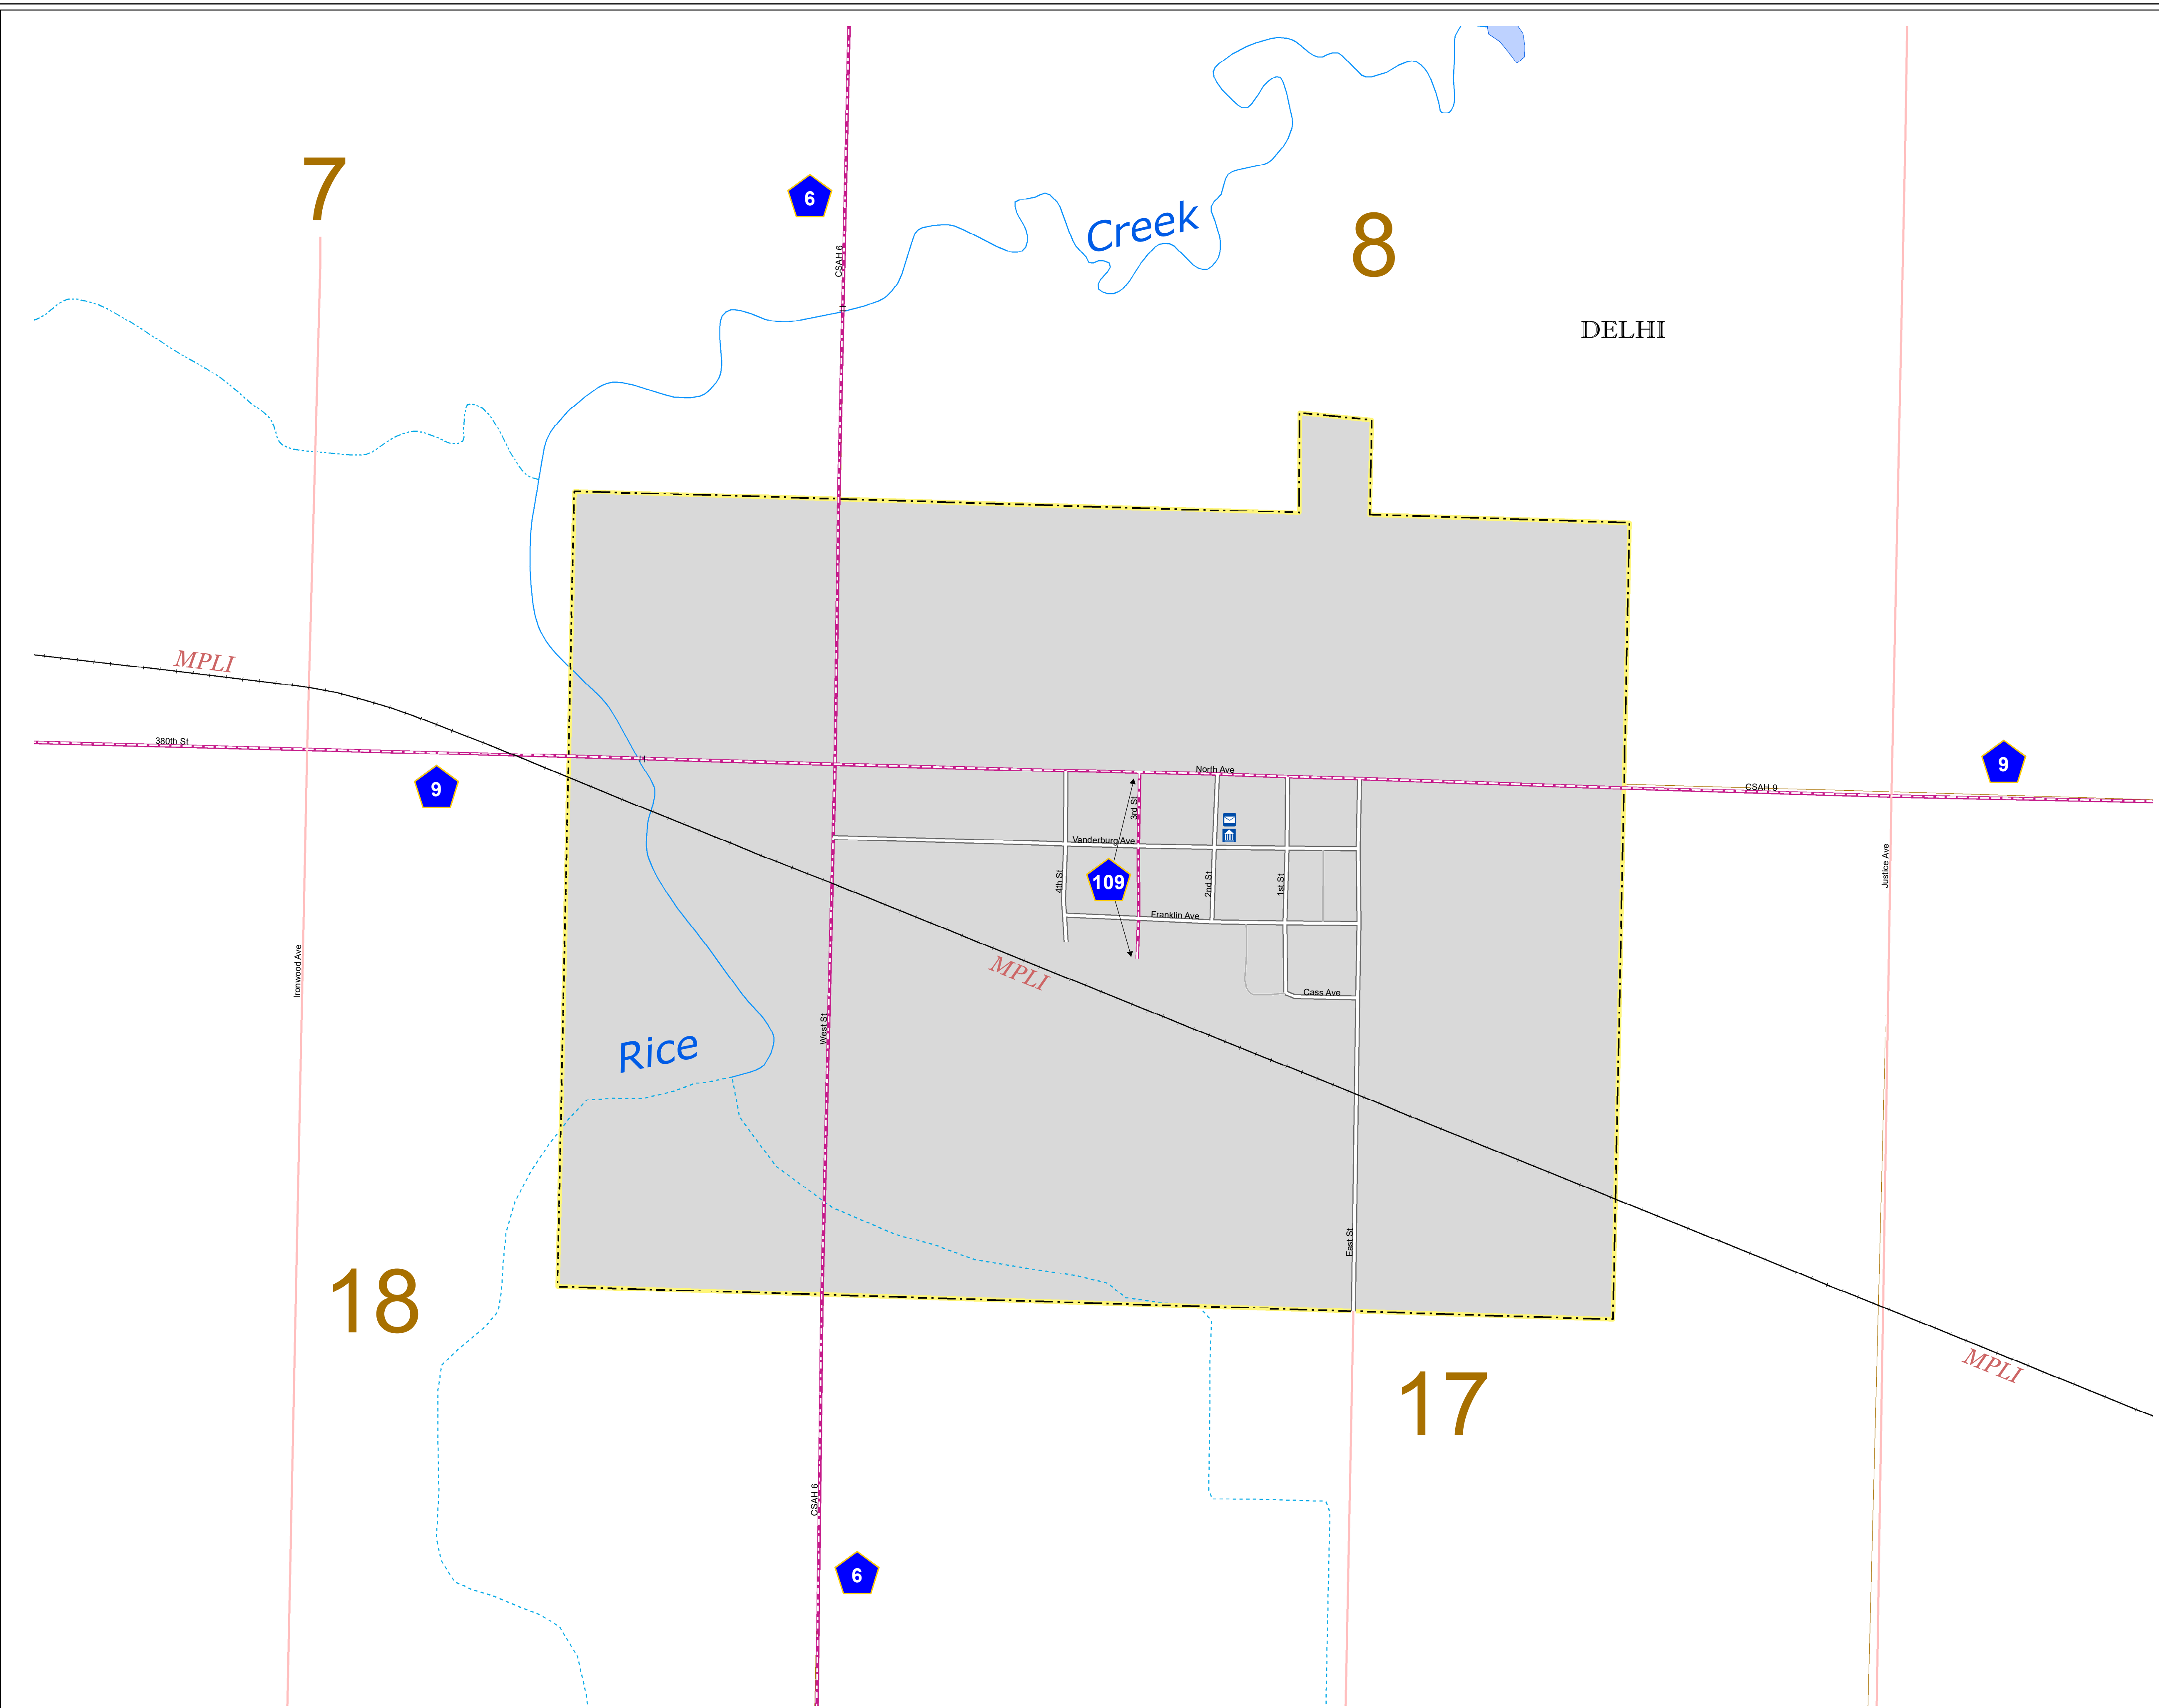 7
6
CSAH 6
Creek
8
DELHI
MPLI
380th St
9
North Ave
CSAH 9
9
3rd St
Vanderburg Ave
109
4th St
2nd St
1st St
Justice Ave
Franklin Ave
Ironwood Ave
MPLI
Cass Ave
West St
Rice
East St
18
MPLI
17
CSAH 6
6